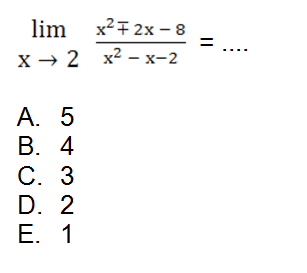 lim x²∓ 2x – 8
x → 2 x² – x–2 = ....
A. 5
B. 4
C. 3
D. 2
E. 1